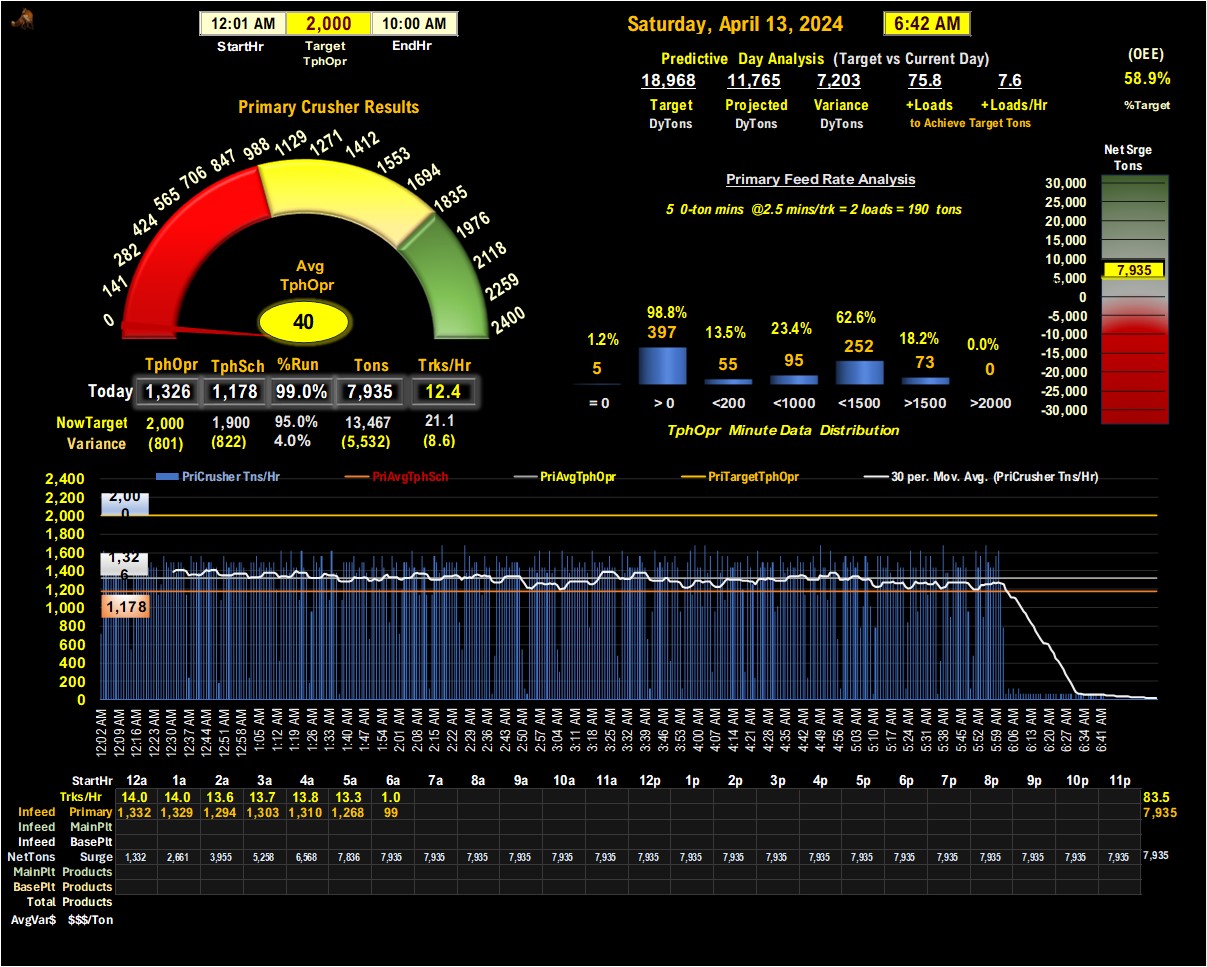 12:01 AM 2,000 10:00 AM
StartHr Target EndHr
TphOpr
Saturday, April 13, 2024 6:42 AM
Predictive Day Analysis (Target vs Current Day)
18,968 11,765 7,203 75.8 7.6
Target Projected Variance +Loads +Loads/Hr
DyTons DyTons DyTons to Achieve Target Tons
(OEE)
58.9%
%Target
Primary Crusher Results
0 141 282 424 565 706 847 988 1129 1271 1412 1553 1694 1835 1976 2118 2259 2400
Avg
TphOpr
40
TphOpr TphSch %Run Tons Trks/Hr
Today 1,326 1,178 99.0% 7,935 12.4
NowTarget 2,000 1,900 95.0% 13,467 21.1
Variance (801) (822) 4.0% (5,532) (8.6)
Primary Feed Rate Analysis
5 0-ton mins @2.5 mins/trk = 2 loads = 190 tons
1.2% 98.8% 13.5% 23.4% 62.6% 18.2% 0.0%
5 397 55 95 252 73 0
= 0 > 0 <200 <1000 <1500 >1500 >2000
TphOpr Minute Data Distribution
Net Srge
Tons
30,000
25,000
20,000
15,000
10,000
7,935
5,000
0
-5,000
-10,000
-15,000
-20,000
-25,000
-30,000
PriCrusher Tns/Hr PriAvgTphSch PriAvgTphOpr PriTargetTphOpr 30 per. Mov. Avg. (PriCrusher Tns/Hr)
2,400
2,200
2,000
1,800
1,600
1,400
1,200
1,000
800
600
400
200
0
2,00
0
1,32
6
1,178
12:02 AM 12:09 AM 12:16 AM 12:23 AM 12:30 AM 12:37 AM 12:44 AM 12:51 AM 12:58 AM 1:05 AM 1:12 AM 1:19 AM 1:26 AM 1:33 AM 1:40 AM 1:47 AM 1:54 AM 2:01 AM 2:08 AM 2:15 AM 2:22 AM 2:29 AM 2:36 AM 2:43 AM 2:50 AM 2:57 AM 3:04 AM 3:11 AM 3:18 AM 3:25 AM 3:32 AM 3:39 AM 3:46 AM 3:53 AM 4:00 AM 4:07 AM 4:14 AM 4:21 AM 4:28 AM 4:35 AM 4:42 AM 4:49 AM 4:56 AM 5:03 AM 5:10 AM 5:17 AM 5:24 AM 5:31 AM 5:38 AM 5:45 AM 5:52 AM 5:59 AM 6:06 AM 6:13 AM 6:20 AM 6:27 AM 6:34 AM 6:41 AM
StartHr 12a 1a 2a 3a 4a 5a 6a 7a 8a 9a 10a 11a 12p 1p 2p 3p 4p 5p 6p 7p 8p 9p 10p 11p
Trks/Hr 14.0 14.0 13.6 13.7 13.8 13.3 1.0 83.5
Infeed Primary 1,332 1,329 1,294 1,303 1,310 1,268 99 7,935
Infeed MainPlt
Infeed BasePlt
NetTons Surge 1,332 2,661 3,955 5,258 6,568 7,836 7,935 7,935 7,935 7,935 7,935 7,935 7,935 7,935 7,935 7,935 7,935 7,935 7,935 7,935 7,935 7,935 7,935 7,935 7,935
MainPlt Products
BasePlt Products
Total Products
AvgVar$ $$$/Ton